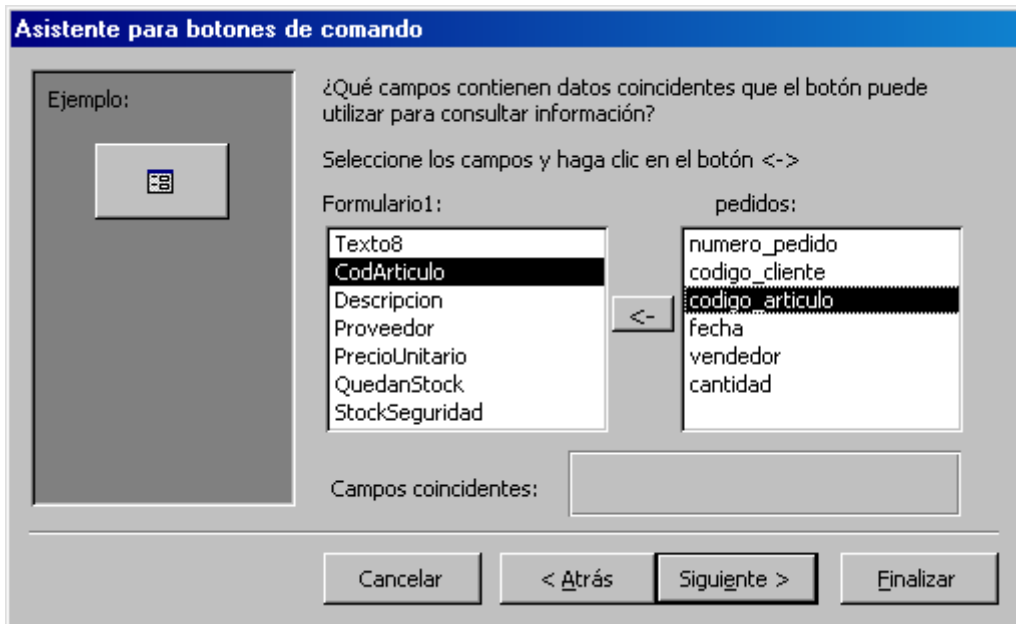 Asistente para botones de comando
Ejemplo:
¿Qué campos contienen datos coincidentes que el botón puede
utilizar para consultar información?
Seleccione los campos y haga clic en el botón <->
Formulario1:
Texto8
CodArticulo
Descripcion
Proveedor
PrecioUnitario
QuedanStock
StockSeguridad
<-
pedidos:
numero_pedido
codigo_cliente
codigo_articulo
fecha
vendedor
cantidad
Campos coincidentes:
Cancelar
< Atrás
Siguiente >
Finalizar